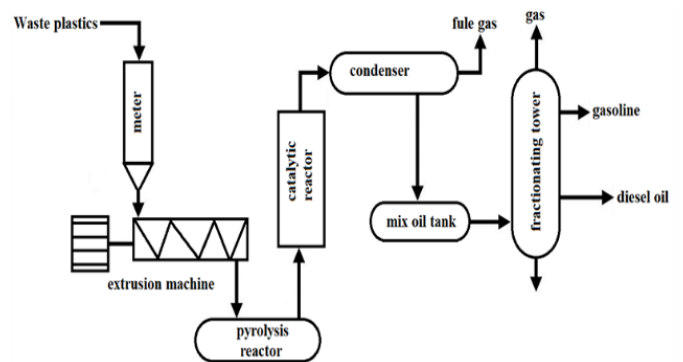 Waste plastics
meter
extrusion machine
pyrolysis
reactor
catalytic
reactor
condenser
fule gas
mix oil tank
fractionating tower
gas
gasoline
diesel oil